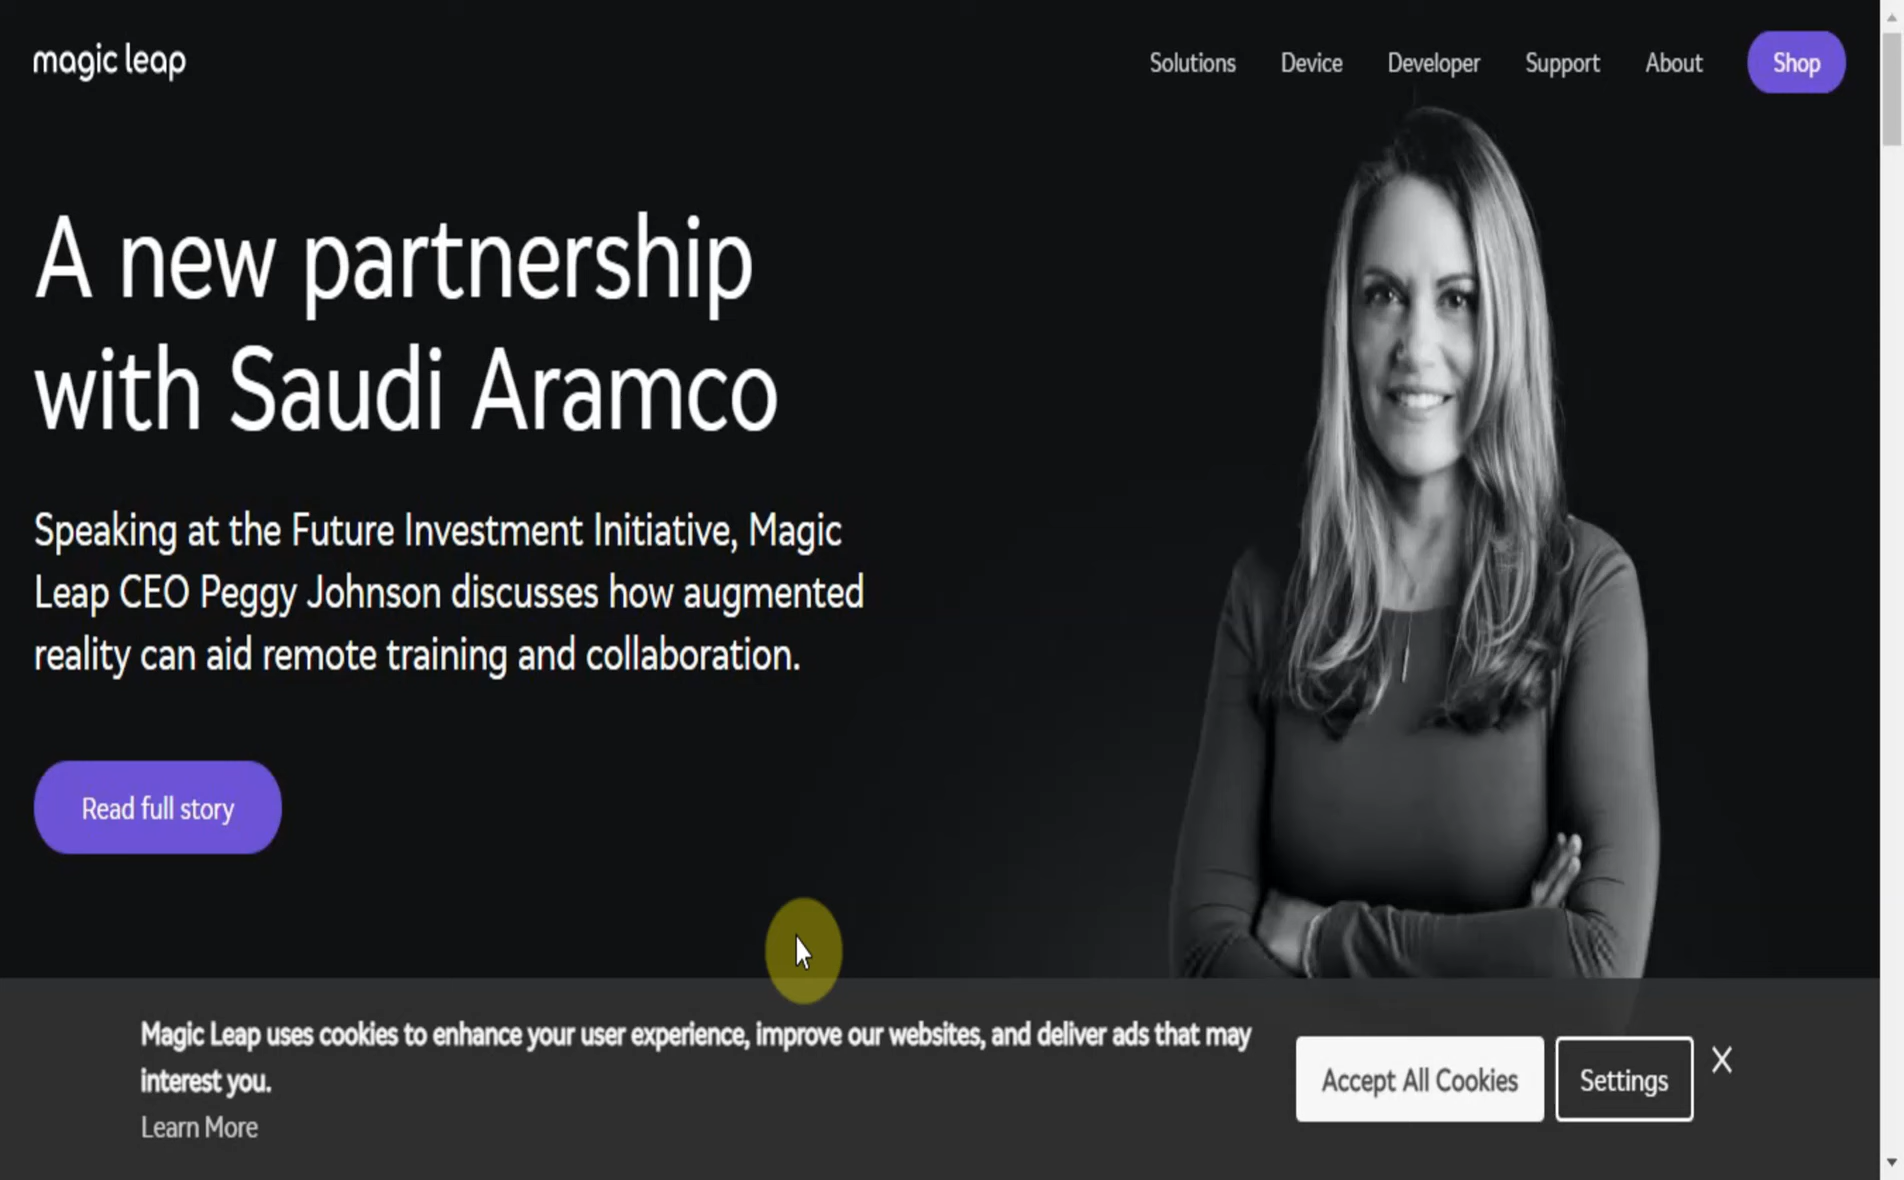 magic leap
Solutions
Device
Developer
Support
About
Shop
A new partnership
with Saudi Aramco
Speaking at the Future Investment Initiative, Magic
Leap CEO Peggy Johnson discusses how augmented
reality can aid remote training and collaboration.
Read full story
Magic Leap uses cookies to enhance your user experience, improve our websites, and deliver ads that may
interest you.
Learn More
Accept All Cookies
Settings
X